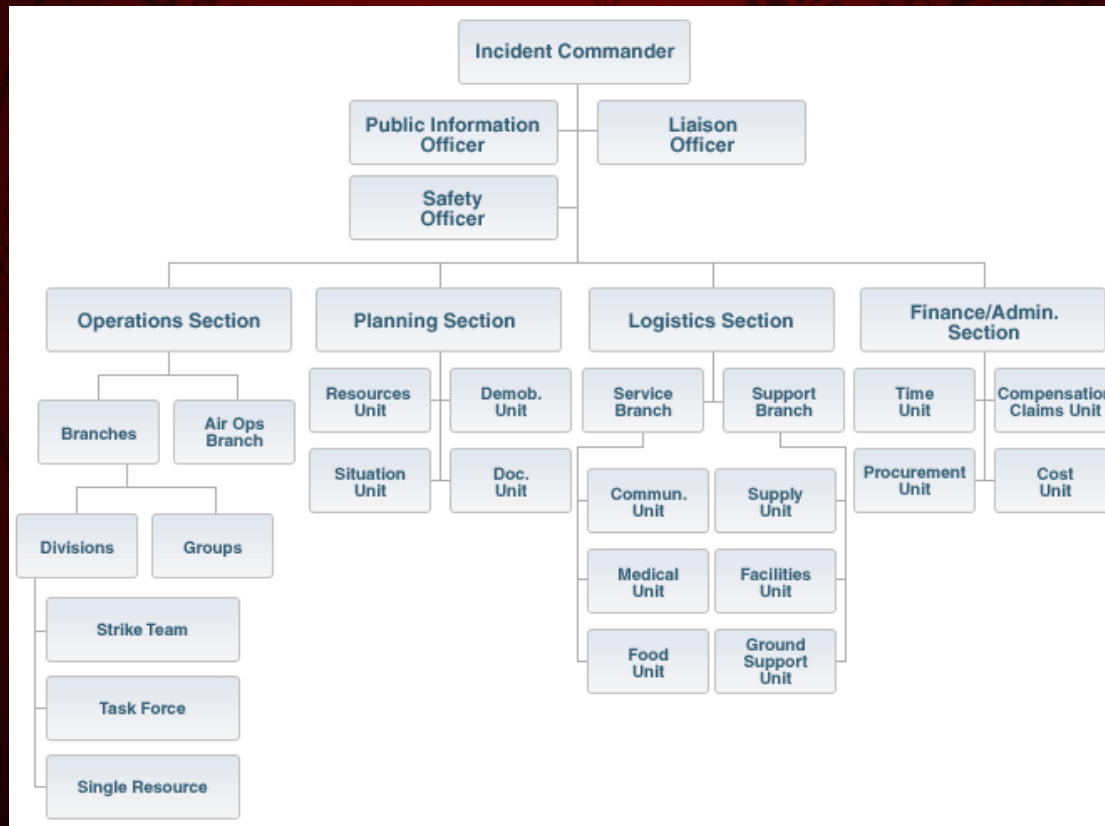 Incident Commander
Public Information
Officer
Liaison
Officer
Safety
Officer
Operations Section
Planning Section
Logistics Section
Finance/Admin.
Section
Branches
Air Ops
Branch
Divisions
Groups
Strike Team
Task Force
Single Resource
Resources
Unit
Demob.
Unit
Situation
Unit
Doc.
Unit
Service
Branch
Support
Branch
Commun.
Unit
Supply
Unit
Medical
Unit
Facilities
Unit
Food
Unit
Ground
Support
Unit
Time
Unit
Compensation
Claims Unit
Procurement
Unit
Cost
Unit